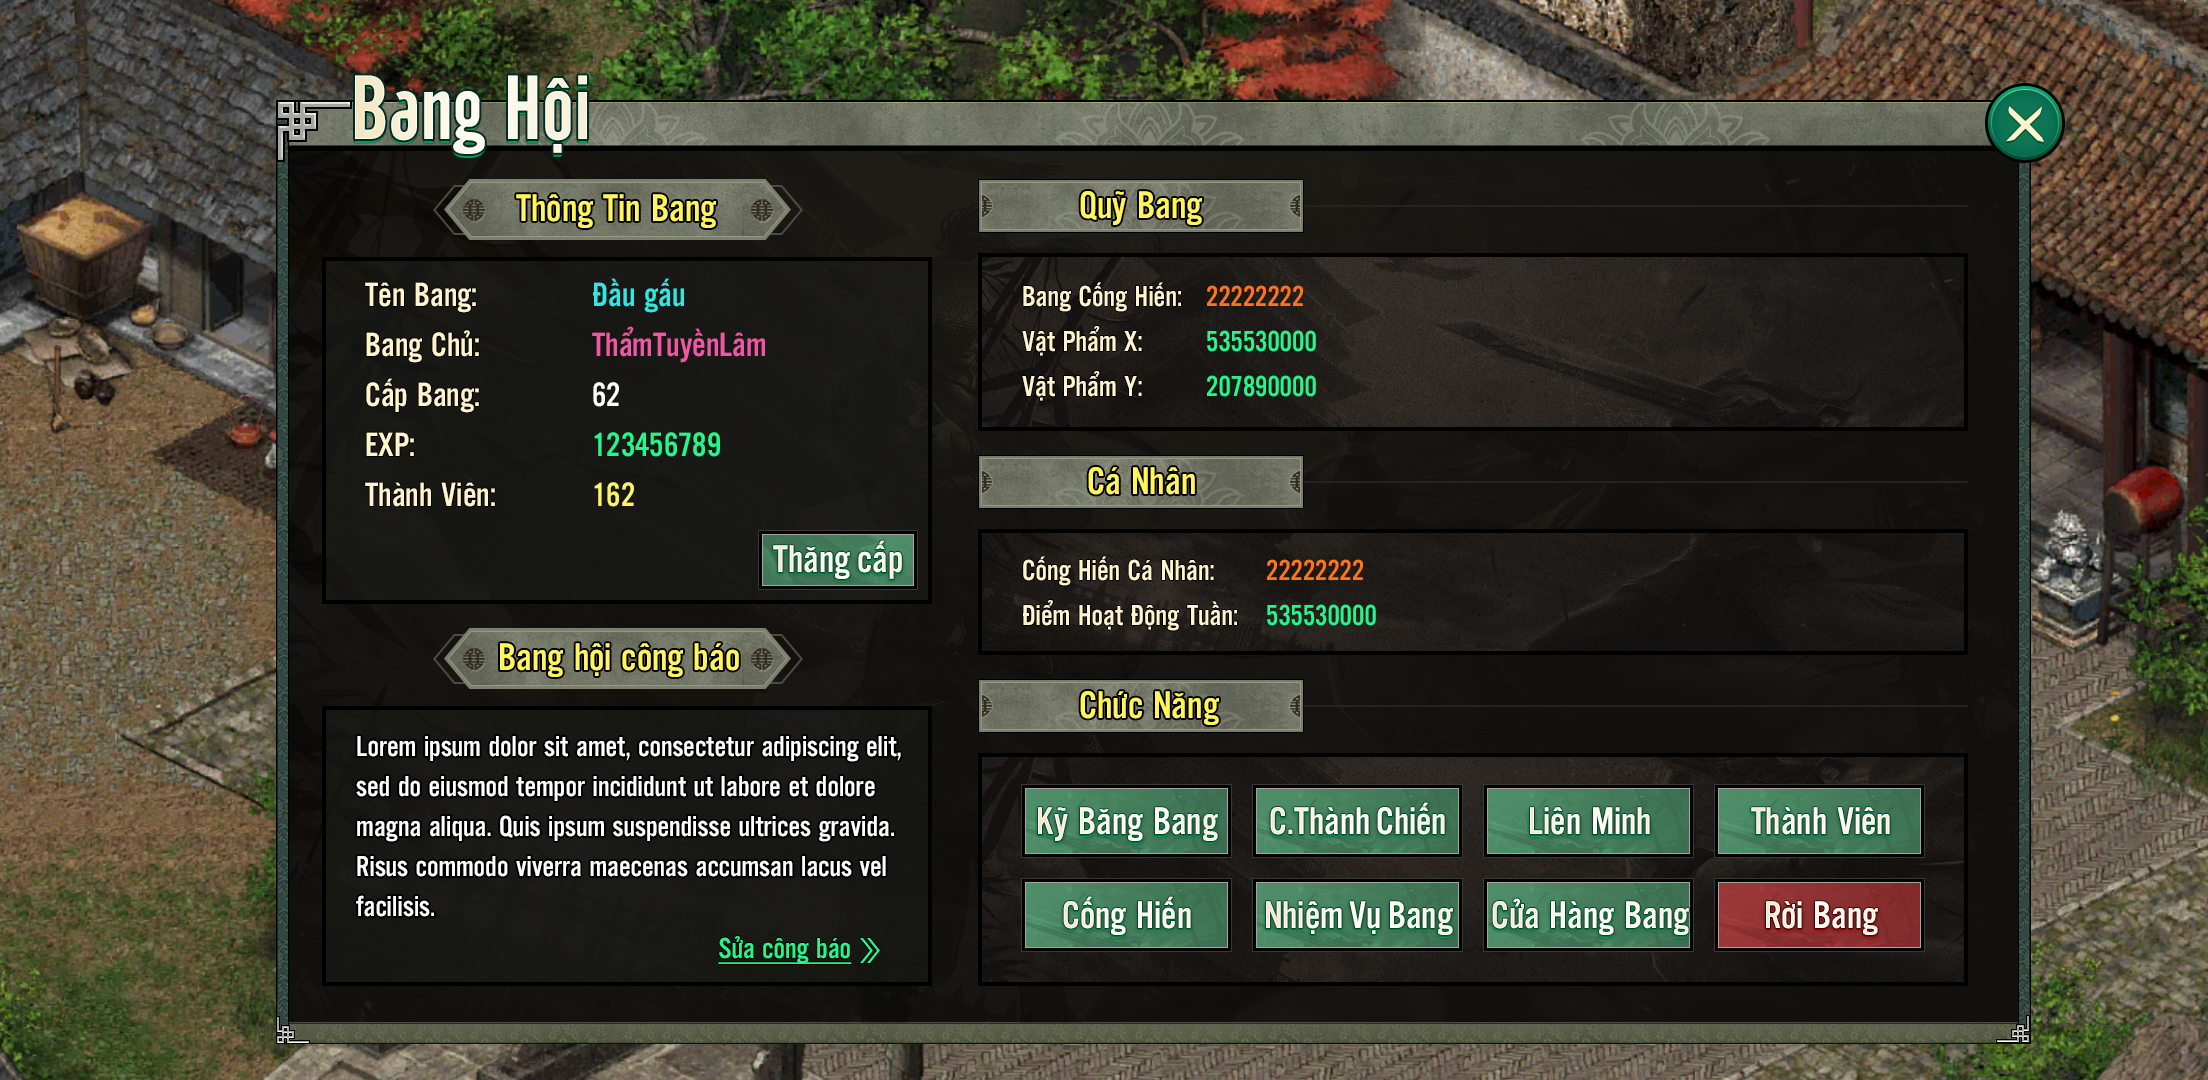 Bang Hội
Thông Tin Bang
Tên Bang: Đầu gấu
Bang Chủ: ThẩmTuyềnLâm
Cấp Bang: 62
EXP: 123456789
Thành Viên: 162
Thăng cấp
Bang hội công báo
Lorem ipsum dolor sit amet, consectetur adipiscing elit,
sed do eiusmod tempor incididunt ut labore et dolore
magna aliqua. Quis ipsum suspendisse ultrices gravida.
Risus commodo viverra maecenas accumsan lacus vel
facilisis.
Sửa công báo
Quỹ Bang
Bang Cống Hiến: 22222222
Vật Phẩm X: 535530000
Vật Phẩm Y: 207890000
Cá Nhân
Cống Hiến Cá Nhân: 22222222
Điểm Hoạt Động Tuần: 535530000
Chức Năng
Kỹ Băng Bang
C.Thành Chiến
Liên Minh
Thành Viên
Cống Hiến
Nhiệm Vụ Bang
Cửa Hàng Bang
Rời Bang